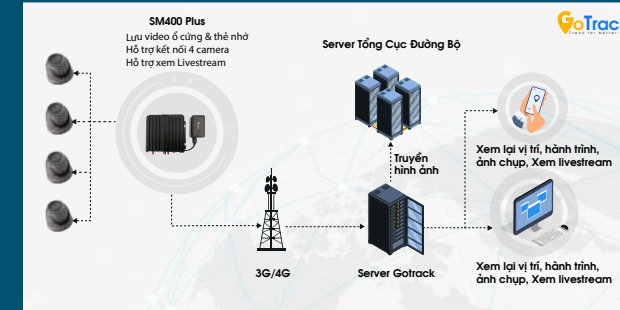 SM400 Plus
Lưu video ổ cứng & thẻ nhớ
Hỗ trợ kết nối 4 camera
Hỗ trợ xem Livestream
GoTrac
Server Tổng Cục Đường Bộ
Truyền
hình ảnh
Xem lại vị trí, hành trình,
ảnh chụp, Xem livestream
3G/4G
Server Gotrack
Xem lại vị trí, hành trình,
ảnh chụp, Xem livestream